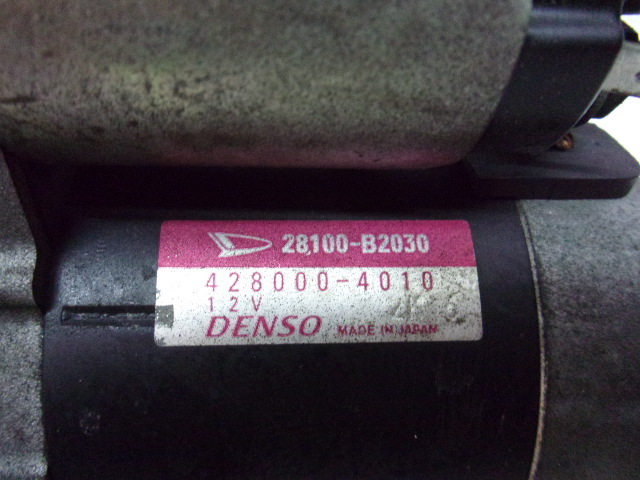 28100-B2030
428000-4010
12V
DENSO MADE IN JAPAN